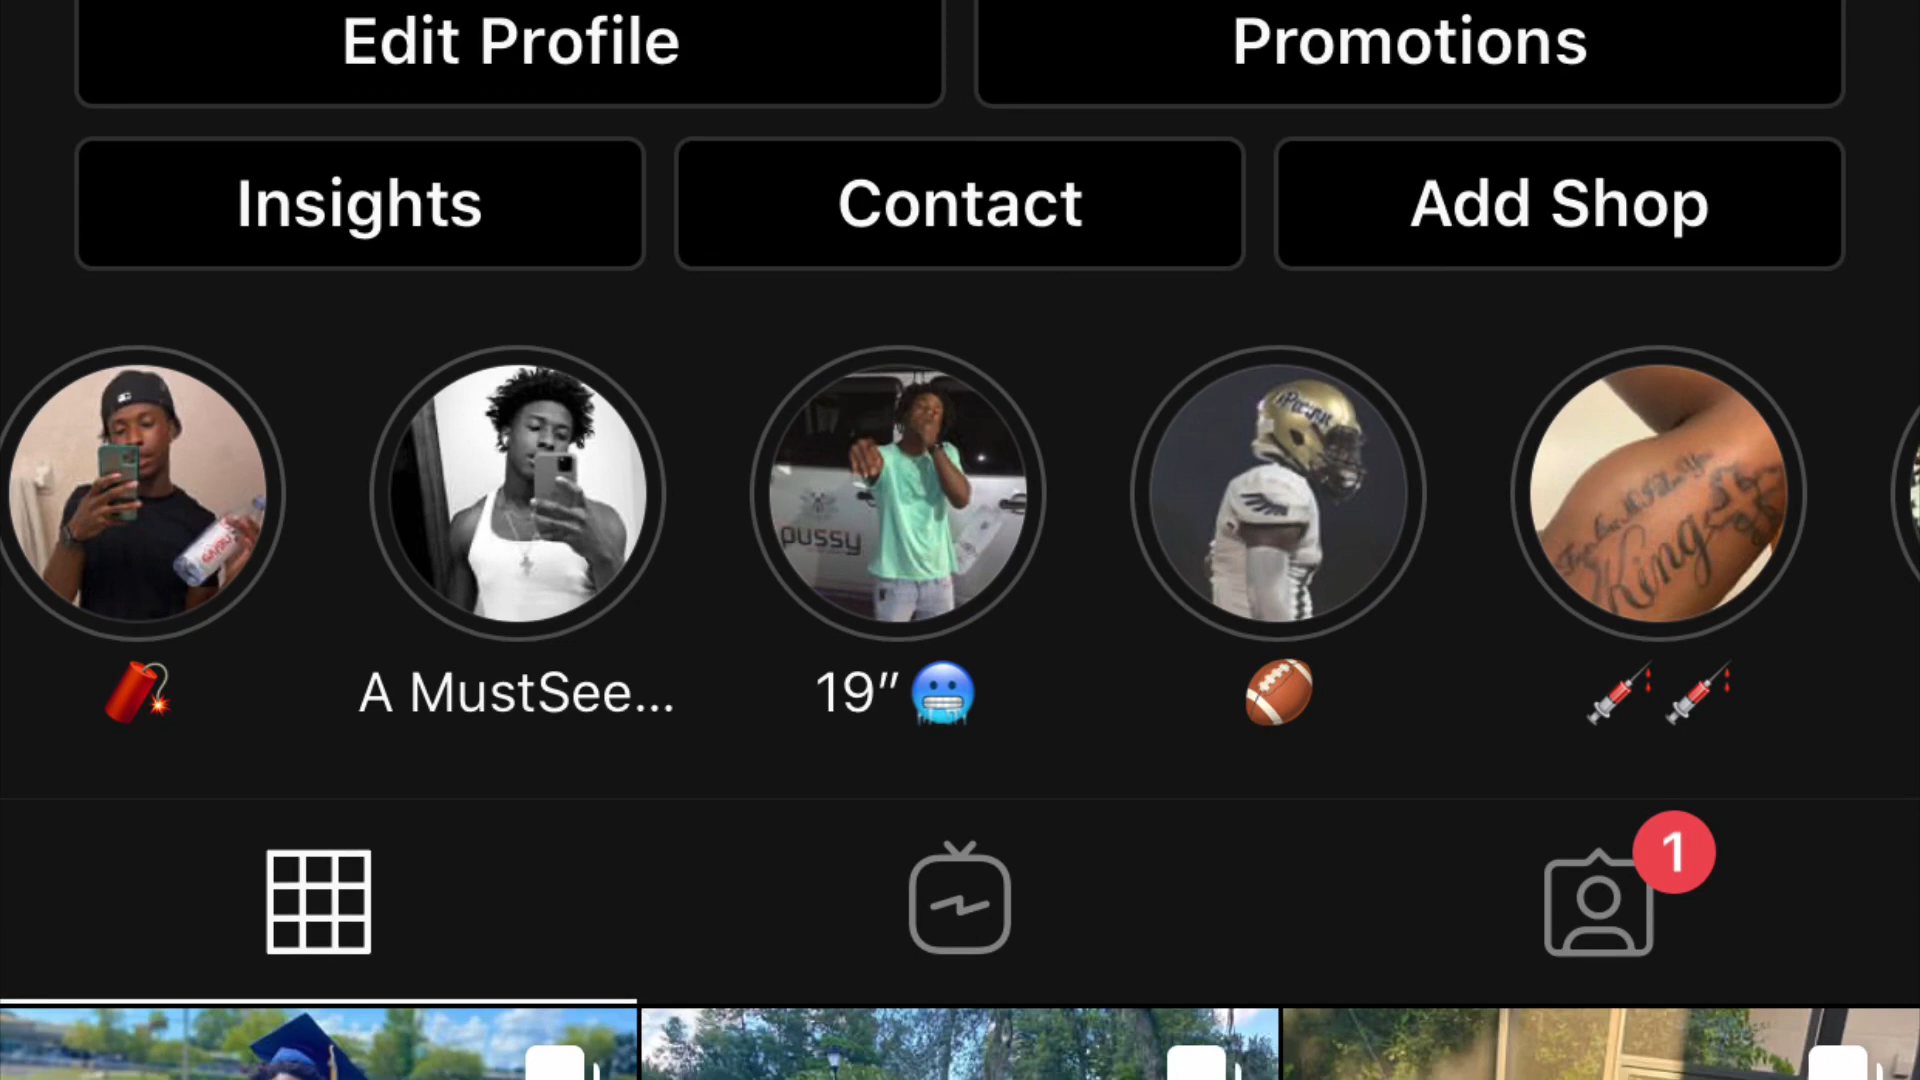 Edit Profile
Promotions
Insights
Contact
Add Shop
pussy
King
A MustSee...
19”
1